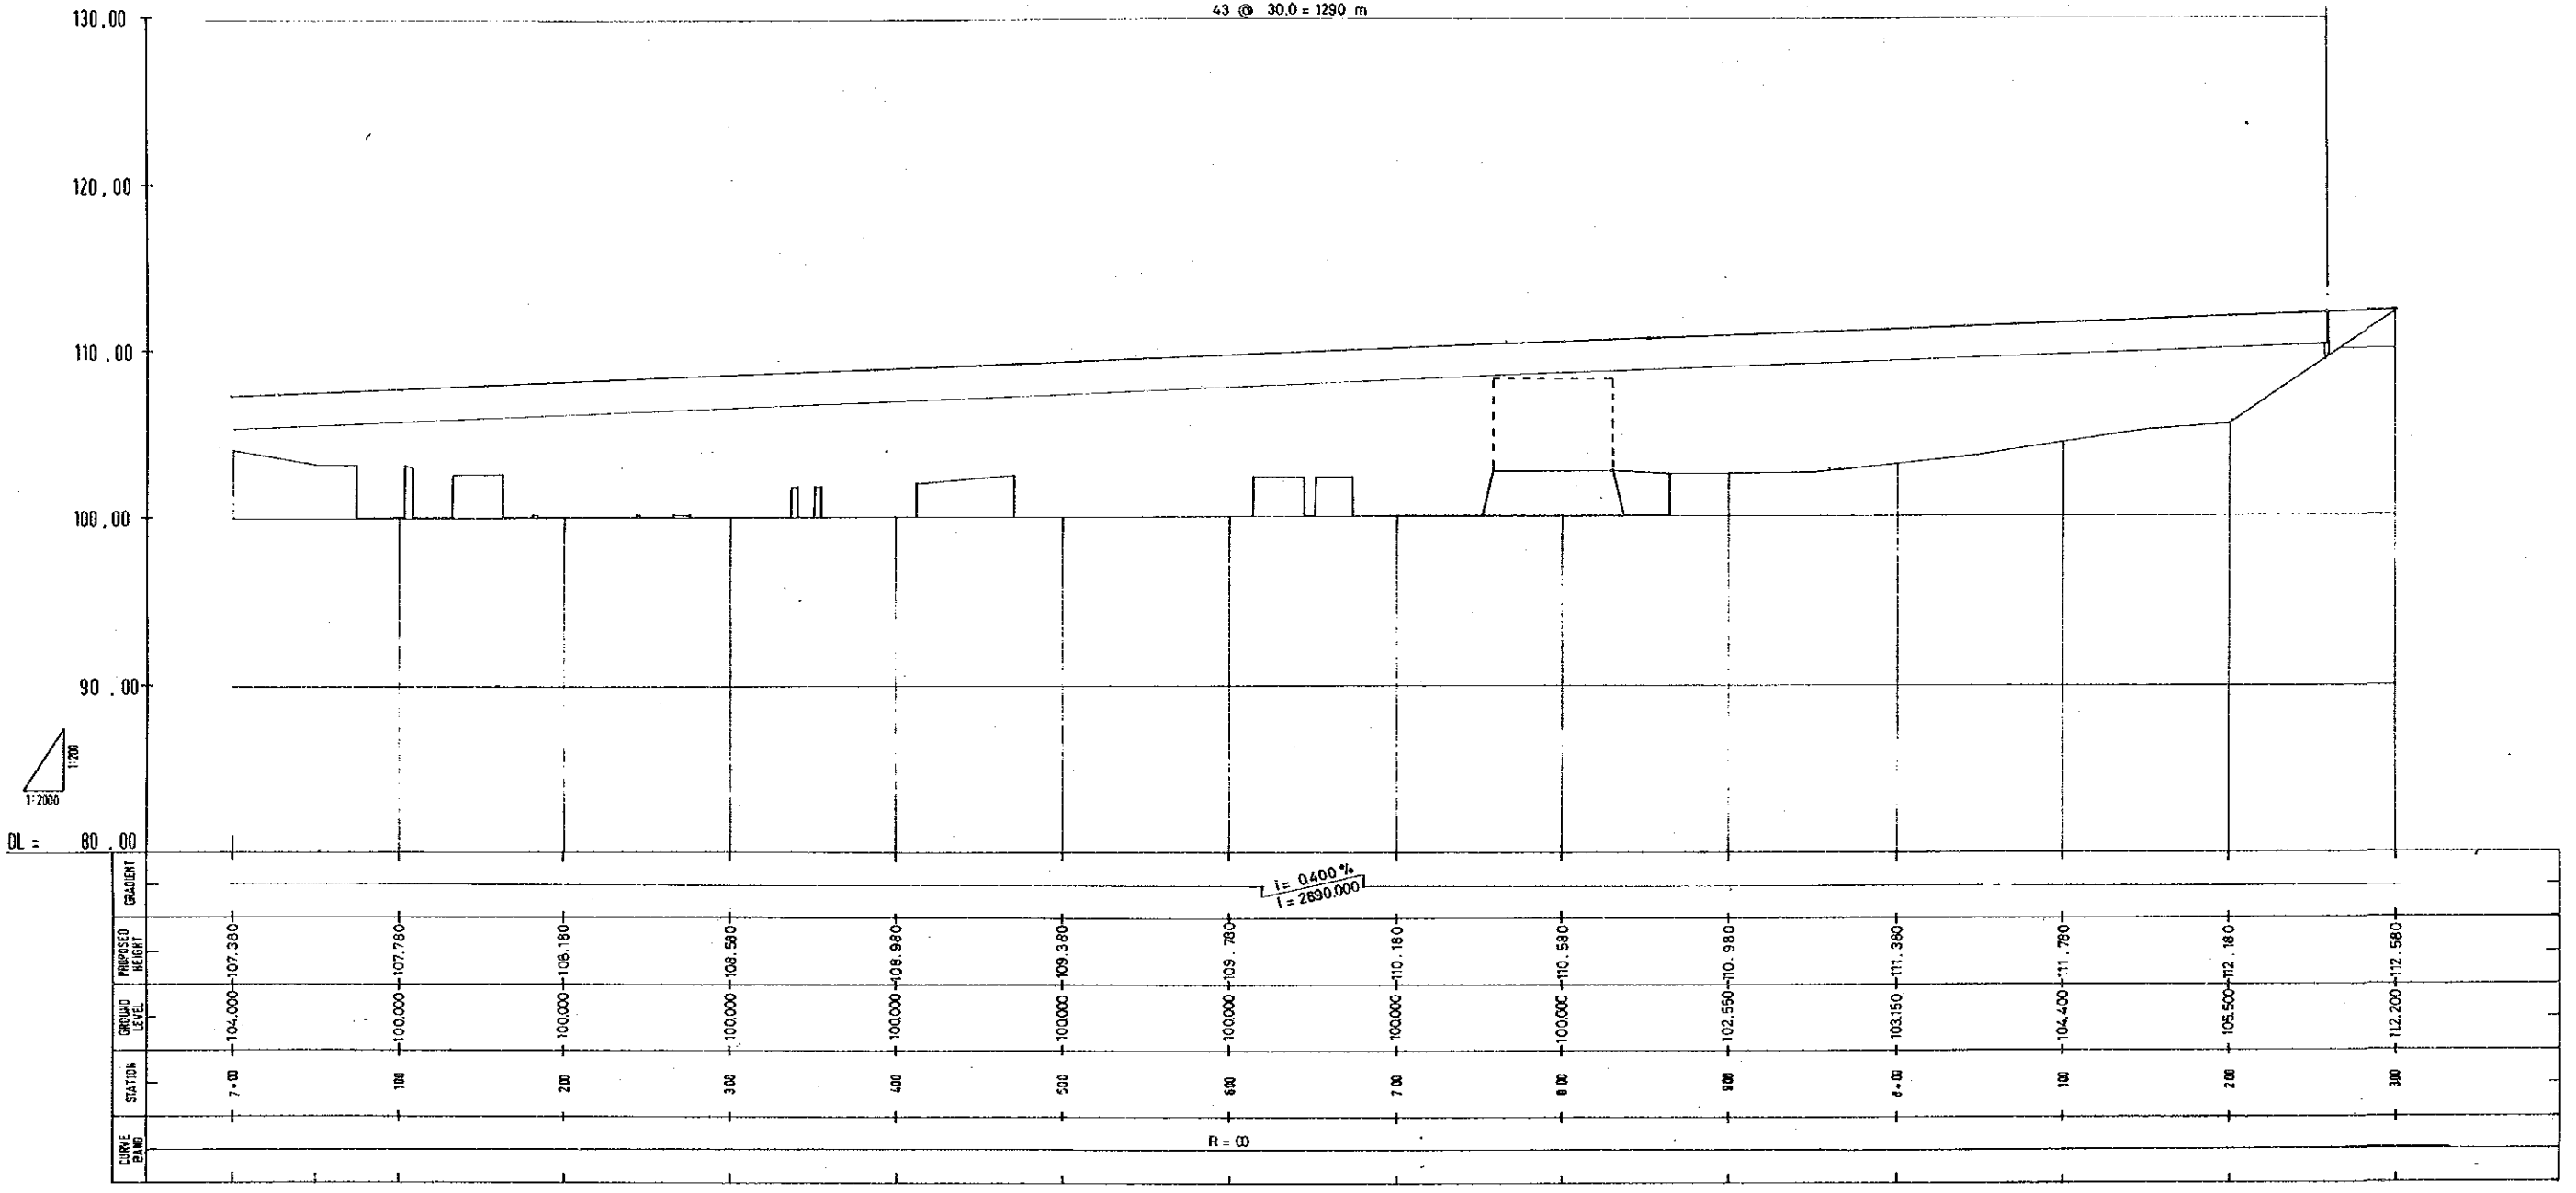 43 @ 30.0 = 1290 m
130.00
120.00
110.00
100.00
90.00
1:200
1:2000
DL = 80.00
GRADIENT
i = 0.400 %
l = 2690.000
PROPOSED HEIGHT
107.380 107.780 108.180 108.580 108.980 109.380 109.780 110.180 110.580 110.980 111.380 111.780 112.180 112.580
GROUND LEVEL
104.000 100.000 100.000 100.000 100.000 100.000 100.000 100.000 100.000 102.550 103.150 104.400 105.500 112.200
STATION
7+00 100 200 300 400 500 600 700 800 900 8+00 100 200 300
CURVE BAND
R = ∞